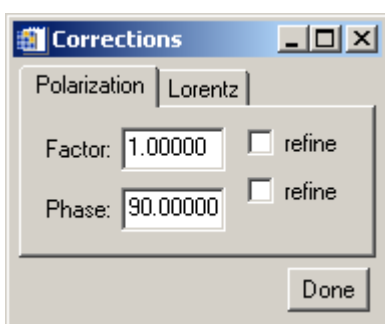 Corrections
Polarization Lorentz
Factor: 1.00000 refine
Phase: 90.00000 refine
Done